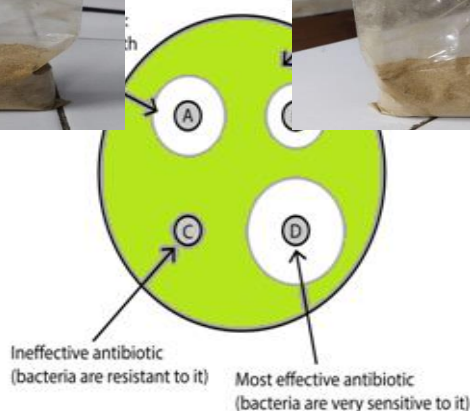 A
C
D
Ineffective antibiotic
(bacteria are resistant to it)
Most effective antibiotic
(bacteria are very sensitive to it)